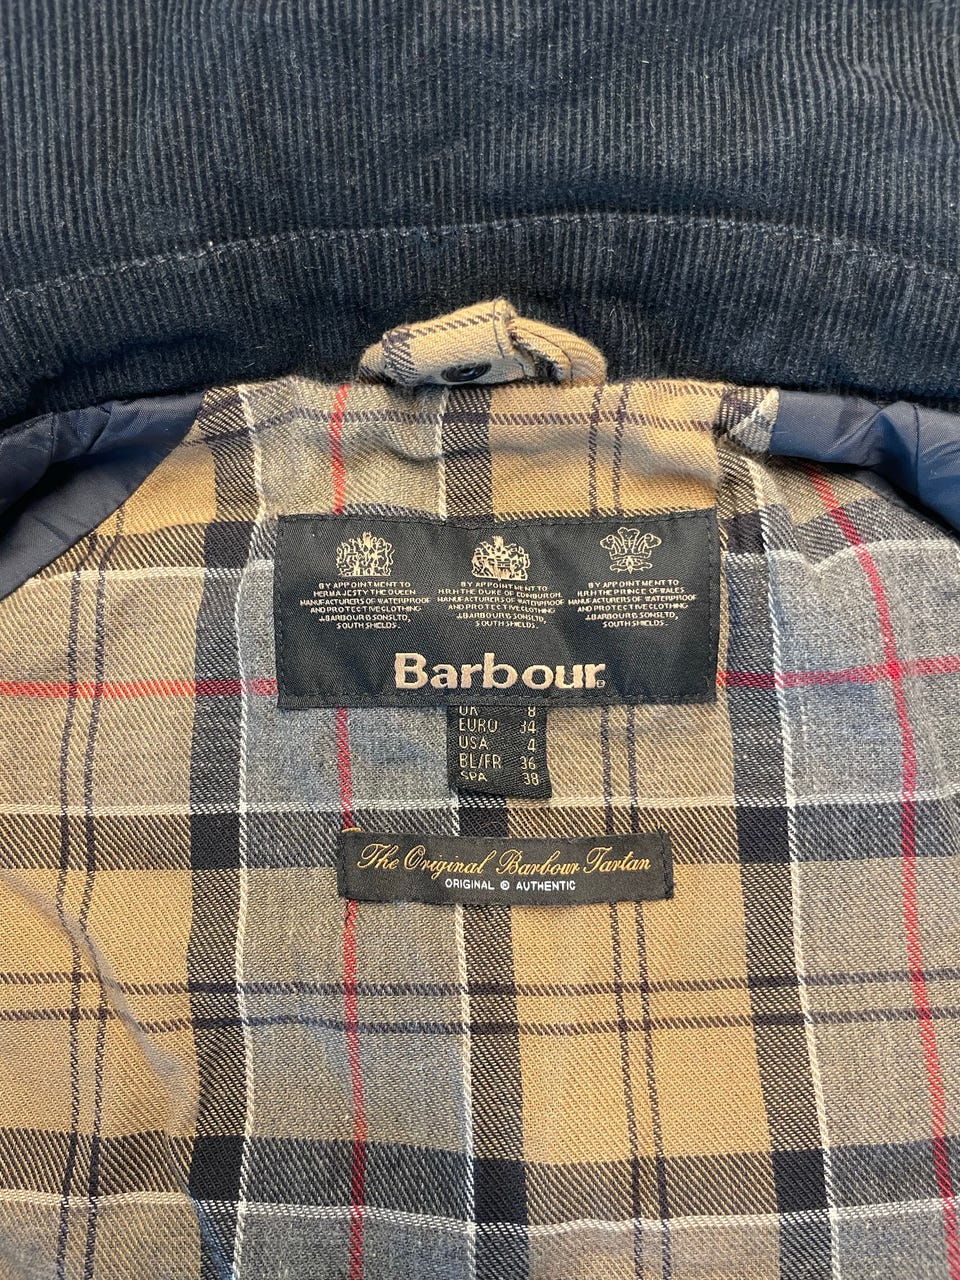 BY APPOINTMENT TO
HER MAJESTY THE QUEEN
MANUFACTURERS OF WATERPROOF
AND PROTECTIVE CLOTHING
J.BARBOUR & SONS LTD,
SOUTH SHIELDS.
BY APPOINTMENT TO
H.R.H THE DUKE OF EDINBURGH,
MANUFACTURERS OF WATERPROOF
AND PROTECTIVE CLOTHING
J.BARBOUR & SONS LTD,
SOUTH SHIELDS.
BY APPOINTMENT TO
H.R.H THE PRINCE OF WALES
MANUFACTURERS OF WATERPROOF
AND PROTECTIVE CLOTHING
J.BARBOUR & SONS LTD,
SOUTH SHIELDS.
Barbour®
UK 8
EURO 34
USA 4
BL/FR 36
SPA 38
The Original Barbour Tartan
ORIGINAL © AUTHENTIC